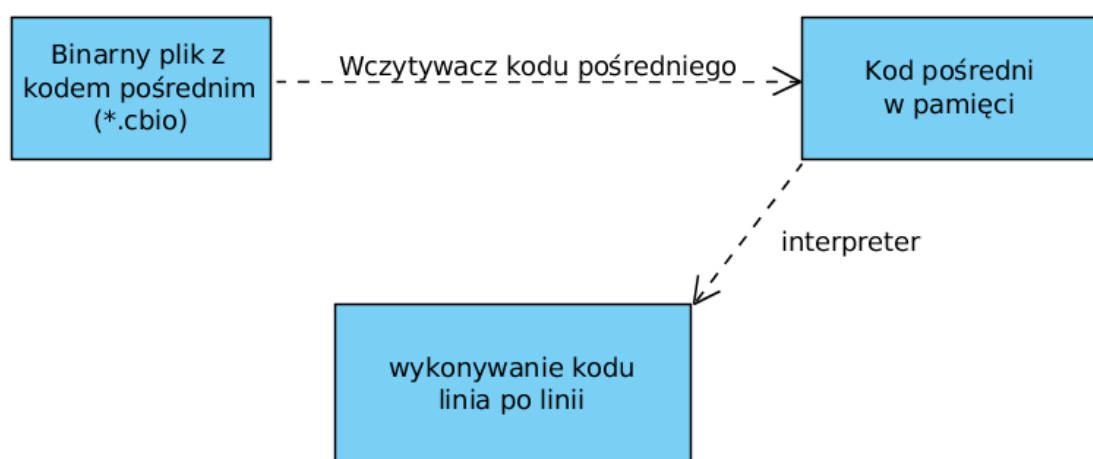 Binarny plik z
kodem pośrednim
(*.cbio)
Wczytywacz kodu pośredniego
Kod pośredni
w pamięci
interpreter
wykonywanie kodu
linia po linii